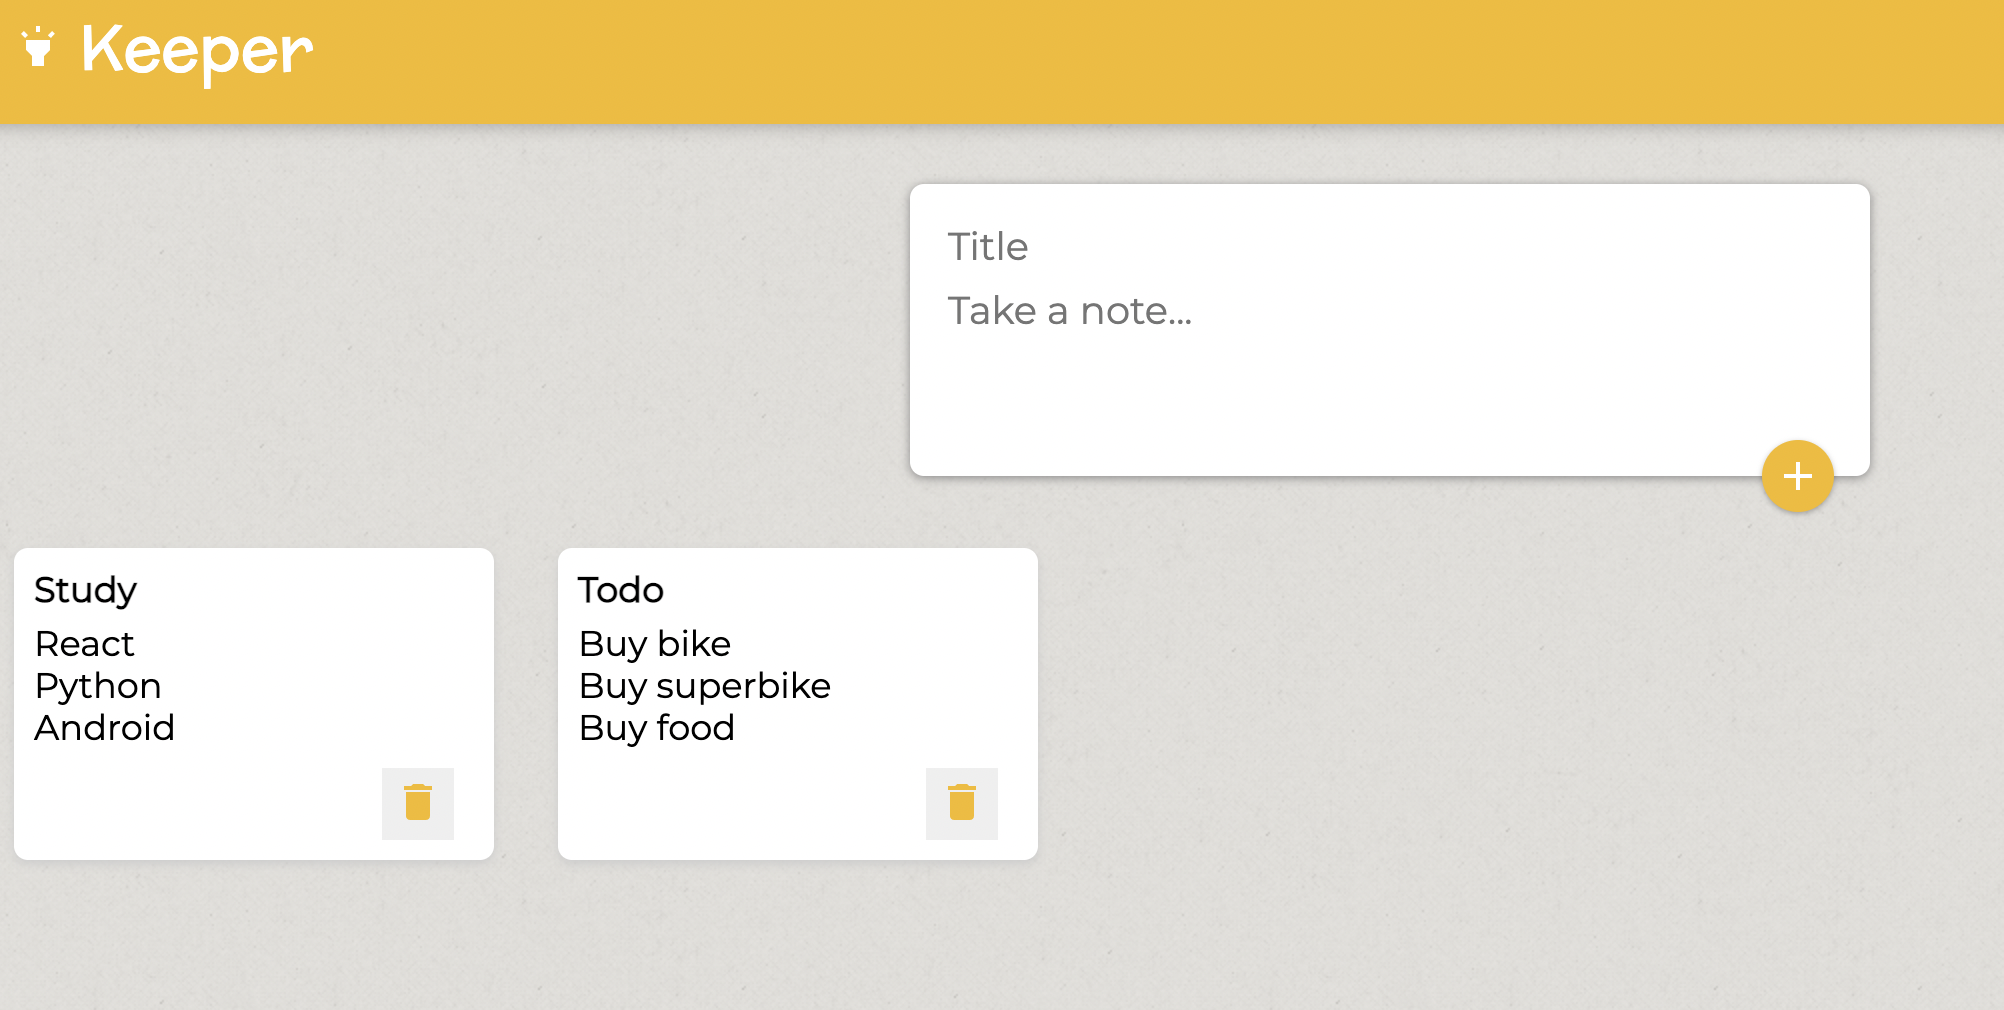 Keeper
Title
Take a note...
Study
React
Python
Android
Todo
Buy bike
Buy superbike
Buy food